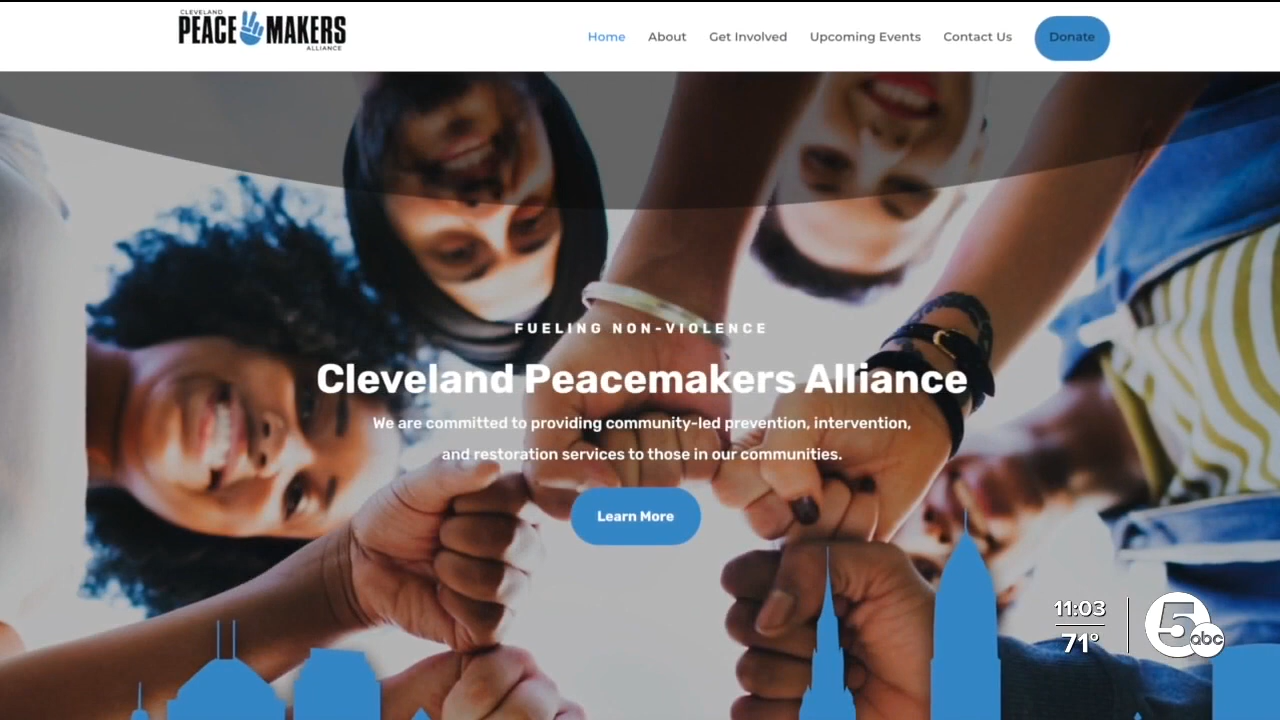 CLEVELAND
PEACE MAKERS
ALLIANCE
Home About Get Involved Upcoming Events Contact Us Donate
FUELING NON-VIOLENCE
Cleveland Peacemakers Alliance
We are committed to providing community-led prevention, intervention,
and restoration services to those in our communities.
Learn More
11:03
71°
5
abc